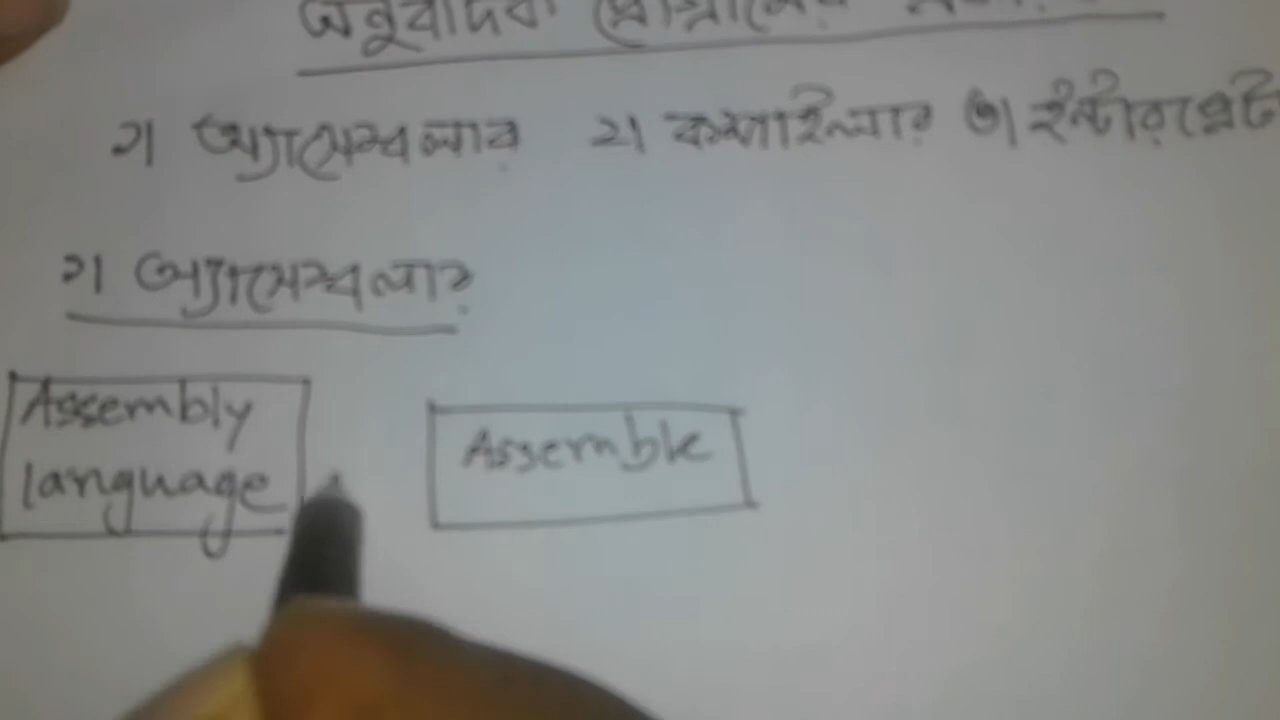 অনুবাদক প্রোগ্রামের
১। অ্যাসেম্বলার ২। কম্পাইলার ৩। ইন্টারপ্রেট
১। অ্যাসেম্বলার
Assembly
language
Assemble